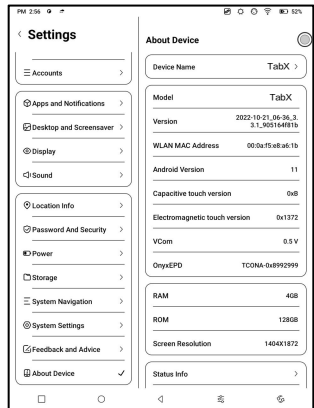 PM 2:56
52%
Settings
Accounts
Apps and Notifications
Desktop and Screensaver
Display
Sound
Location Info
Password And Security
Power
Storage
System Navigation
System Settings
Feedback and Advice
About Device
About Device
Device Name TabX
Model TabX
Version 2022-10-21_06-36_3.
3.1_905164f81b
WLAN MAC Address 00:0a:f5:e8:a6:1b
Android Version 11
Capacitive touch version 0xB
Electromagnetic touch version 0x1372
VCom 0.5 V
OnyxEPD TCONA-0x8992999
RAM 4GB
ROM 128GB
Screen Resolution 1404X1872
Status Info